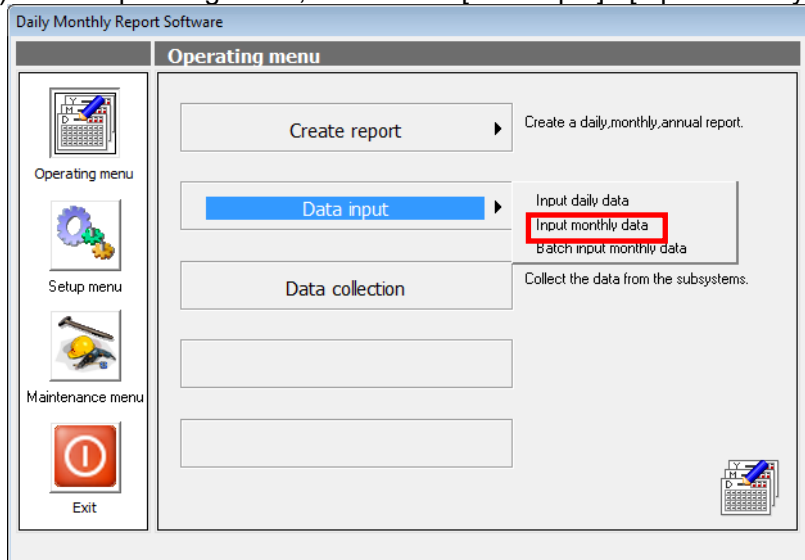 Daily Monthly Report Software
Operating menu
Create report
Create a daily,monthly,annual report.
Operating menu
Data input
Input daily data
Input monthly data
Batch input monthly data
Setup menu
Data collection
Collect the data from the subsystems.
Maintenance menu
Exit